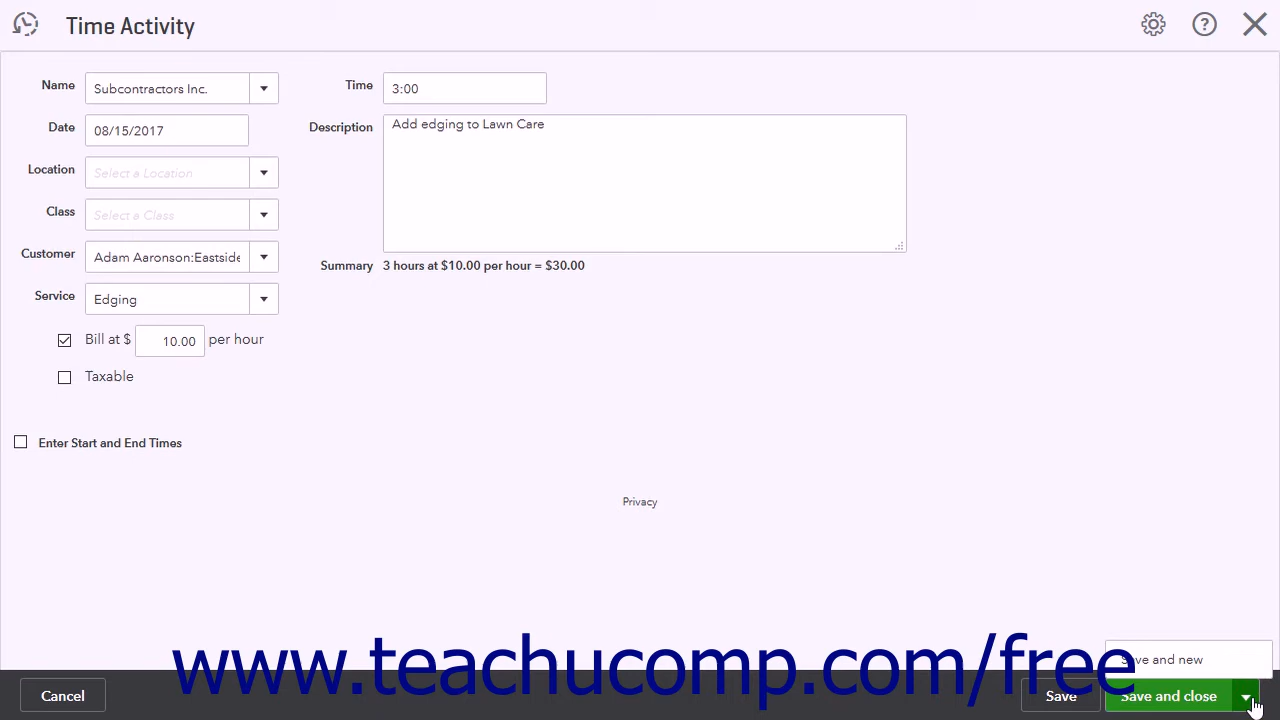 Time Activity
Name Subcontractors Inc. Time 3:00
Date 08/15/2017 Description Add edging to Lawn Care
Location Select a Location
Class Select a Class
Customer Adam Aaronson:Eastside
Summary 3 hours at $10.00 per hour = $30.00
Service Edging
Bill at $ 10.00 per hour
Taxable
Enter Start and End Times
Privacy
www.teachucomp.com/free
Save and new
Cancel Save Save and close